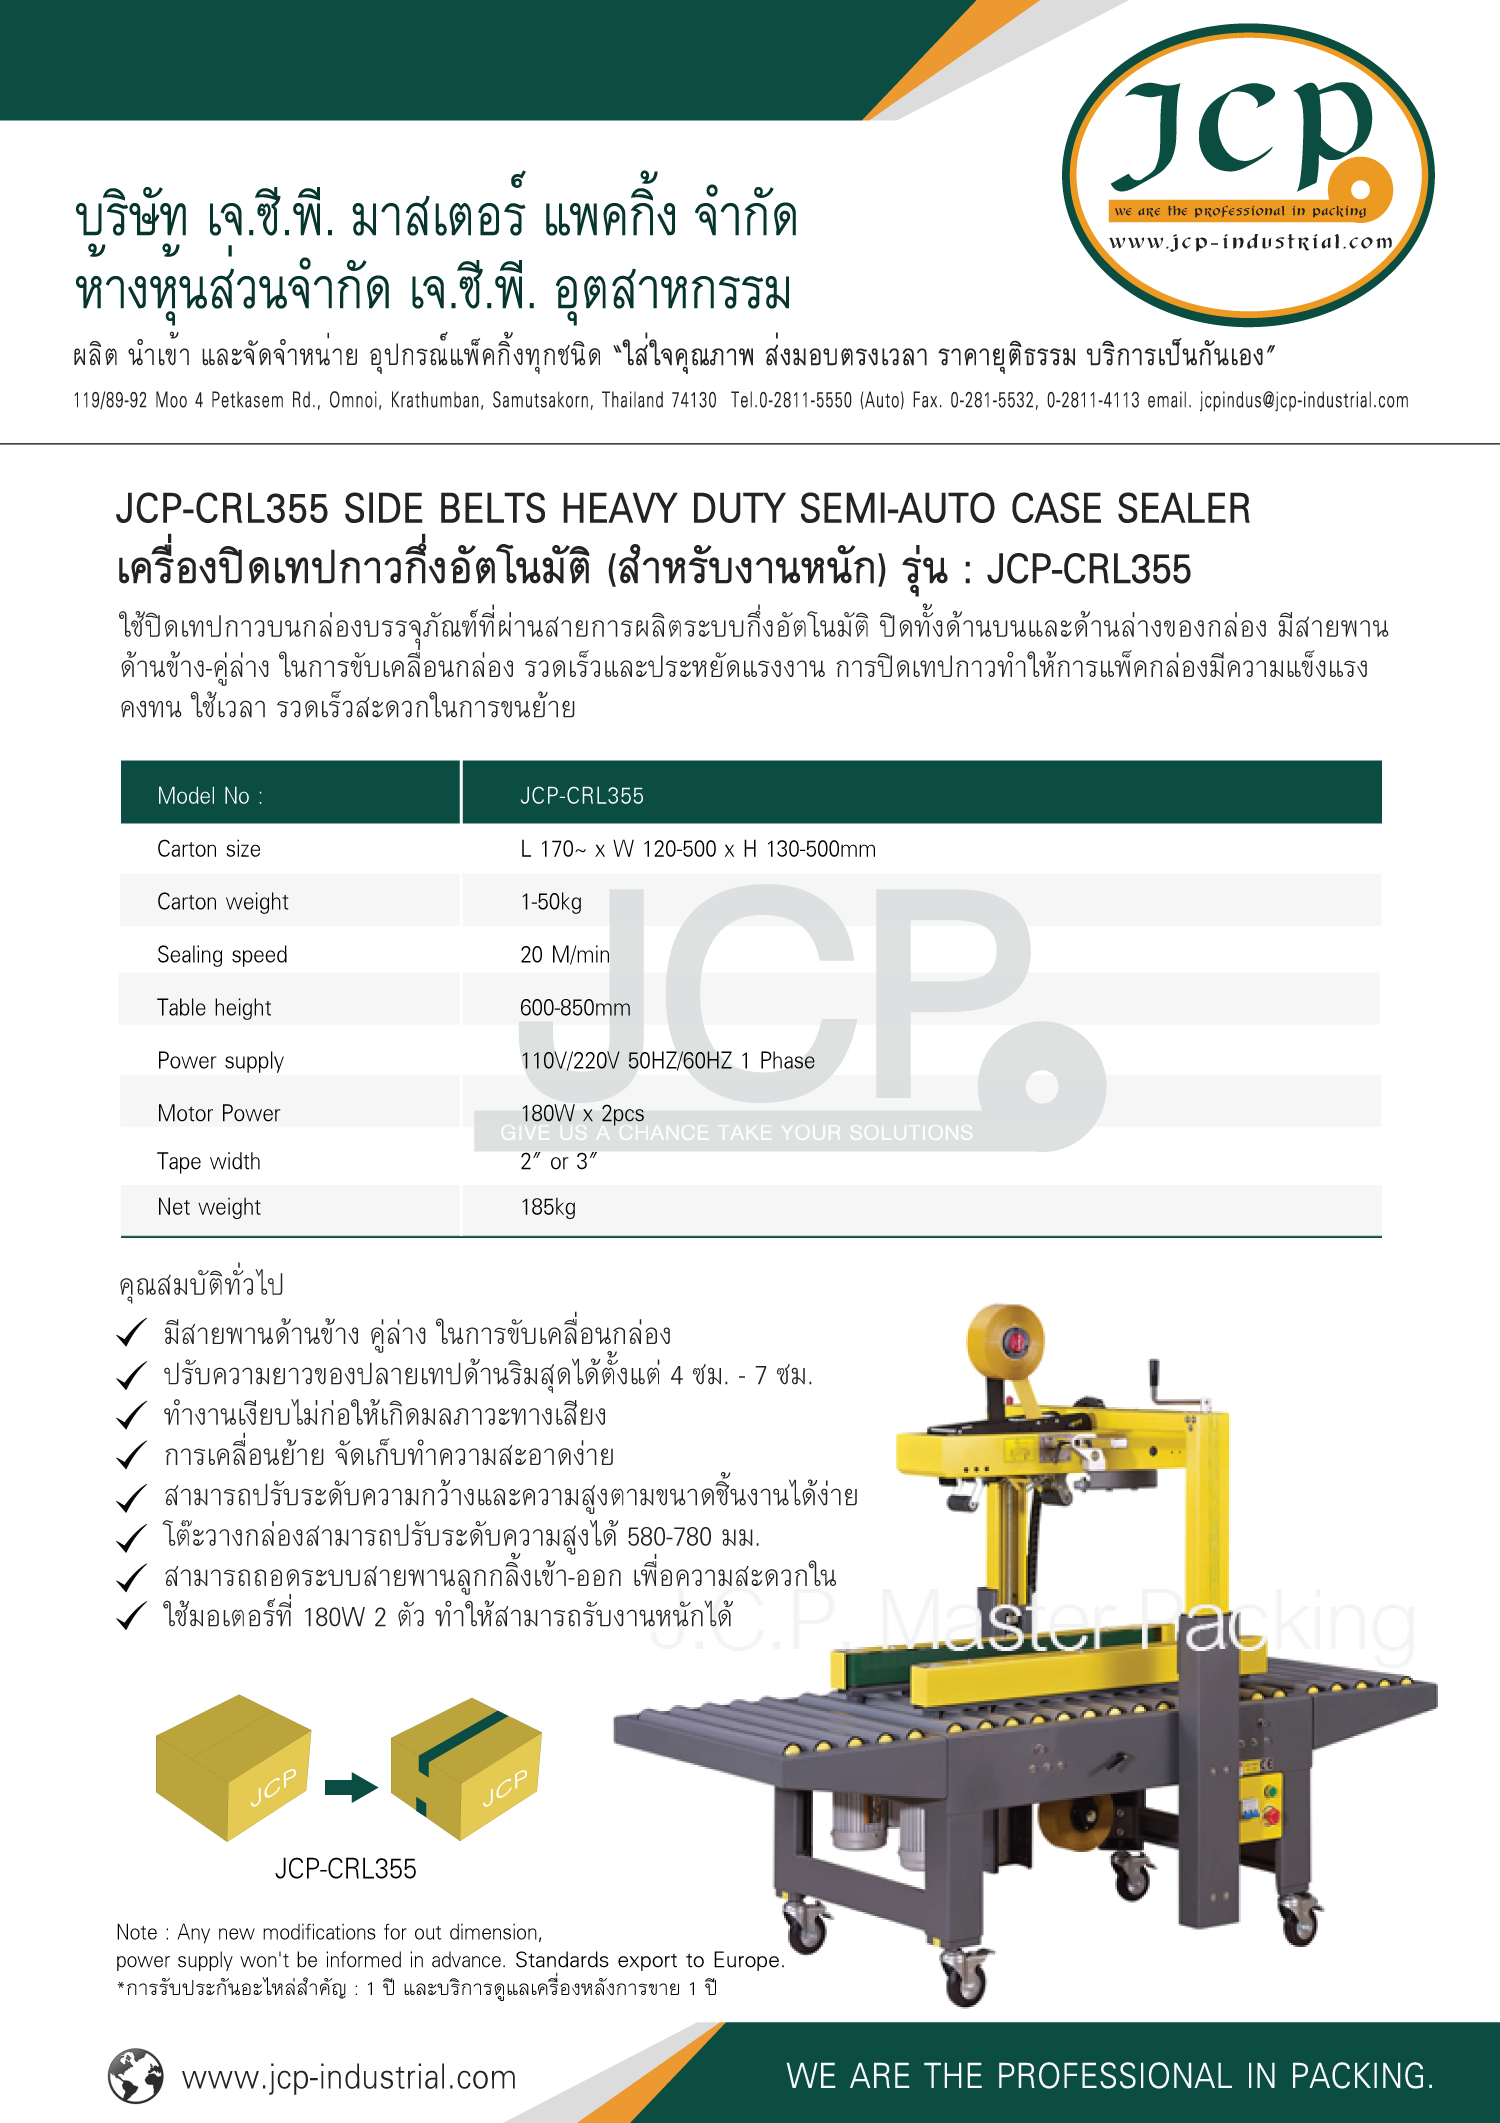 JCP
we are the professional in packing
www.jcp-industrial.com
บริษัท เจ.ซี.พี. มาสเตอร์ แพคกิ้ง จำกัด
ห้างหุ้นส่วนจำกัด เจ.ซี.พี. อุตสาหกรรม
ผลิต นำเข้า และจัดจำหน่าย อุปกรณ์แพ็คกิ้งทุกชนิด "ใส่ใจคุณภาพ ส่งมอบตรงเวลา ราคายุติธรรม บริการเป็นกันเอง"
119/89-92 Moo 4 Petkasem Rd., Omnoi, Krathumban, Samutsakorn, Thailand 74130 Tel.0-2811-5550 (Auto) Fax. 0-281-5532, 0-2811-4113 email. jcpindus@jcp-industrial.com
JCP-CRL355 SIDE BELTS HEAVY DUTY SEMI-AUTO CASE SEALER
เครื่องปิดเทปกาวกึ่งอัตโนมัติ (สำหรับงานหนัก) รุ่น : JCP-CRL355
ใช้ปิดเทปกาวบนกล่องบรรจุภัณฑ์ที่ผ่านสายการผลิตระบบกึ่งอัตโนมัติ ปิดทั้งด้านบนและด้านล่างของกล่อง มีสายพาน
ด้านข้าง-คู่ล่าง ในการขับเคลื่อนกล่อง รวดเร็วและประหยัดแรงงาน การปิดเทปกาวทำให้การแพ็คกล่องมีความแข็งแรง
คงทน ใช้เวลา รวดเร็วสะดวกในการขนย้าย
Model No : JCP-CRL355
Carton size L 170~ x W 120-500 x H 130-500mm
Carton weight 1-50kg
Sealing speed 20 M/min
Table height 600-850mm
Power supply 110V/220V 50HZ/60HZ 1 Phase
Motor Power 180W x 2pcs
JCP
GIVE US A CHANCE TAKE YOUR SOLUTIONS
Tape width 2″ or 3″
Net weight 185kg
คุณสมบัติทั่วไป
มีสายพานด้านข้าง คู่ล่าง ในการขับเคลื่อนกล่อง
ปรับความยาวของปลายเทปด้านริมสุดได้ตั้งแต่ 4 ซม. - 7 ซม.
ทำงานเงียบไม่ก่อให้เกิดมลภาวะทางเสียง
การเคลื่อนย้าย จัดเก็บทำความสะอาดง่าย
สามารถปรับระดับความกว้างและความสูงตามขนาดชิ้นงานได้ง่าย
โต๊ะวางกล่องสามารถปรับระดับความสูงได้ 580-780 มม.
สามารถถอดระบบสายพานลูกกลิ้งเข้า-ออก เพื่อความสะดวกใน
ใช้มอเตอร์ที่ 180W 2 ตัว ทำให้สามารถรับงานหนักได้
J.C.P. Master Packing
JCP
JCP
JCP-CRL355
Note : Any new modifications for out dimension,
power supply won't be informed in advance. Standards export to Europe.
*การรับประกันอะไหล่สำคัญ : 1 ปี และบริการดูแลเครื่องหลังการขาย 1 ปี
www.jcp-industrial.com
WE ARE THE PROFESSIONAL IN PACKING.